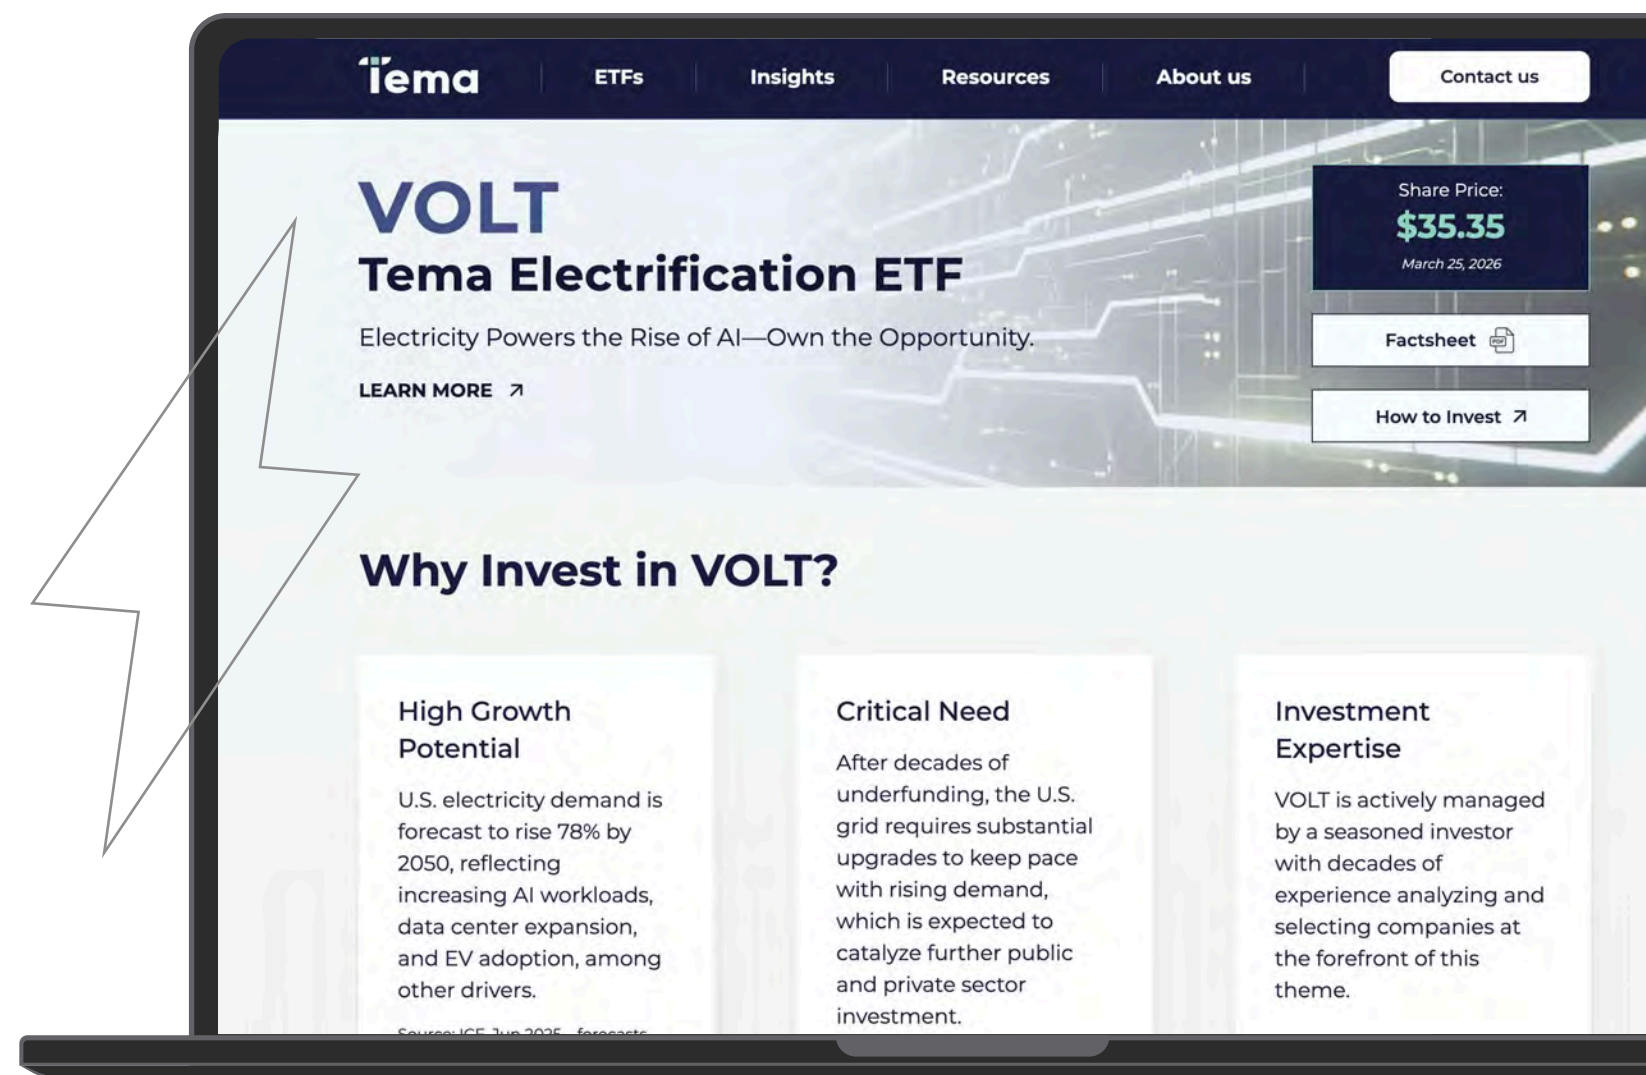 Tema
ETFs
Insights
Resources
About us
Contact us
VOLT
Tema Electrification ETF
Electricity Powers the Rise of AI—Own the Opportunity.
LEARN MORE
Share Price:
$35.35
March 25, 2026
Factsheet
PDF
How to Invest
Why Invest in VOLT?
High Growth
Potential
U.S. electricity demand is
forecast to rise 78% by
2050, reflecting
increasing AI workloads,
data center expansion,
and EV adoption, among
other drivers.
Source: ICF, Jun 2025 forecasts
Critical Need
After decades of
underfunding, the U.S.
grid requires substantial
upgrades to keep pace
with rising demand,
which is expected to
catalyze further public
and private sector
investment.
Investment
Expertise
VOLT is actively managed
by a seasoned investor
with decades of
experience analyzing and
selecting companies at
the forefront of this
theme.